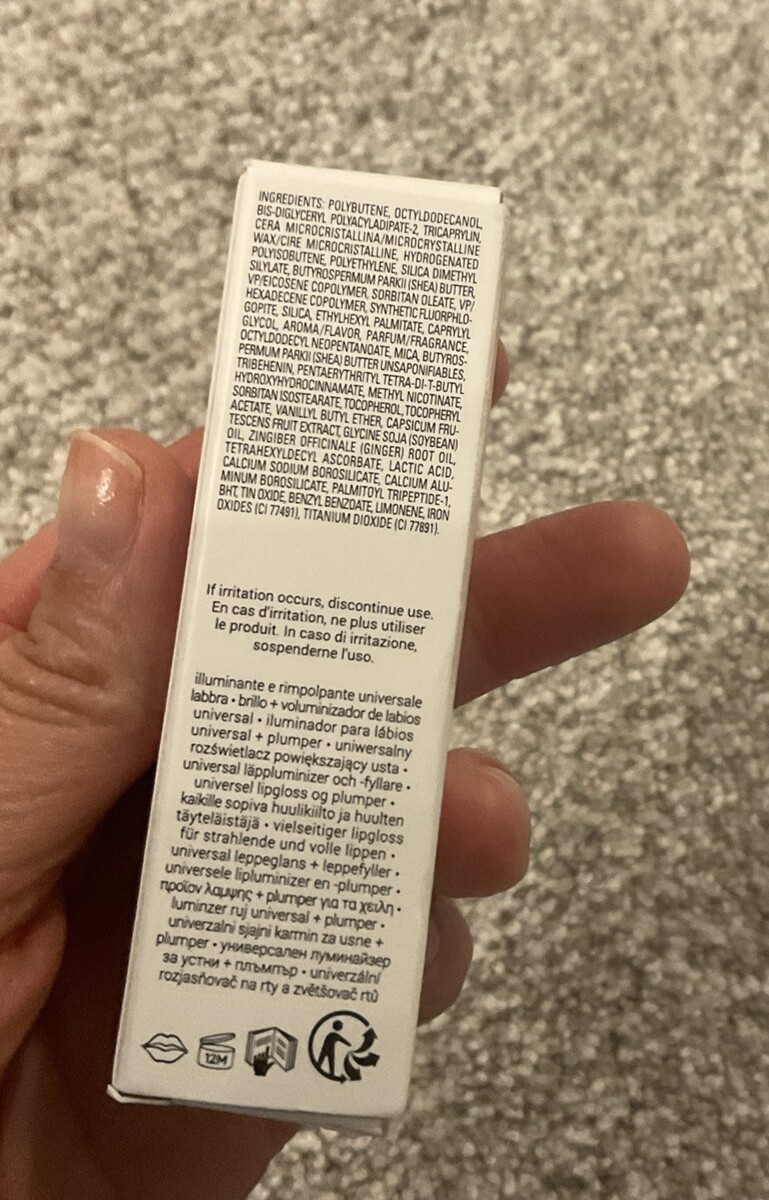 INGREDIENTS: POLYBUTENE, OCTYLDODECANOL,
BIS-DIGLYCERYL POLYACYLADIPATE-2, TRICAPRYLIN,
CERA MICROCRISTALLINA/MICROCRYSTALLINE
WAX/CIRE MICROCRISTALLINE, HYDROGENATED
POLYISOBUTENE, POLYETHYLENE, SILICA DIMETHYL
SILYLATE, BUTYROSPERMUM PARKII (SHEA) BUTTER,
VP/EICOSENE COPOLYMER, SORBITAN OLEATE, VP/
HEXADECENE COPOLYMER, SYNTHETIC FLUORPHLO-
GOPITE, SILICA, ETHYLHEXYL PALMITATE, CAPRYLYL
GLYCOL, AROMA/FLAVOR, PARFUM/FRAGRANCE,
OCTYLDODECYL NEOPENTANOATE, MICA, BUTYROS-
PERMUM PARKII (SHEA) BUTTER UNSAPONIFIABLES,
TRIBEHENIN, PENTAERYTHRITYL TETRA-DI-T-BUTYL
HYDROXYHYDROCINNAMATE, METHYL NICOTINATE,
SORBITAN ISOSTEARATE, TOCOPHEROL, TOCOPHERYL
ACETATE, VANILLYL BUTYL ETHER, CAPSICUM FRU-
TESCENS FRUIT EXTRACT, GLYCINE SOJA (SOYBEAN)
OIL, ZINGIBER OFFICINALE (GINGER) ROOT OIL,
TETRAHEXYLDECYL ASCORBATE, LACTIC ACID,
CALCIUM SODIUM BOROSILICATE, CALCIUM ALU-
MINUM BOROSILICATE, PALMITOYL TRIPEPTIDE-1,
BHT, TIN OXIDE, BENZYL BENZOATE, LIMONENE, IRON
OXIDES (CI 77491), TITANIUM DIOXIDE (CI 77891).
If irritation occurs, discontinue use.
En cas d'irritation, ne plus utiliser
le produit. In caso di irritazione,
sospenderne l'uso.
illuminante e rimpolpante universale
labbra • brillo + voluminizador de labios
universal • iluminador para lábios
universal + plumper • uniwersalny
rozświetlacz powiększający usta •
universal läppluminizer och -fyllare •
universel lipgloss og plumper •
kaikille sopiva huulikiilto ja huulten
täyteläistäjä • vielseitiger lipgloss
für strahlende und volle lippen •
universal leppeglans + leppefyller •
universele lipluminizer en -plumper •
προϊον λαμψης + plumper για τα χειλη •
luminzer ruj universal + plumper •
univerzalni sjajni karmin za usne +
plumper • универсален луминайзер
за устни + плъмпър • univerzální
rozjasňovač na rty a zvětšovač rtů
12M